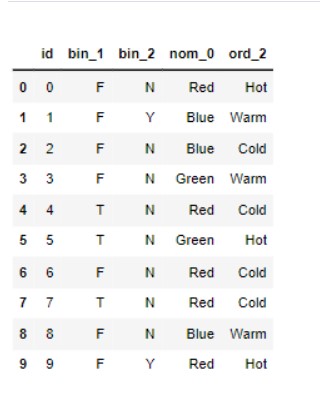 id bin_1 bin_2 nom_0 ord_2
0 0 F N Red Hot
1 1 F Y Blue Warm
2 2 F N Blue Cold
3 3 F N Green Warm
4 4 T N Red Cold
5 5 T N Green Hot
6 6 F N Red Cold
7 7 T N Red Cold
8 8 F N Blue Warm
9 9 F Y Red Hot